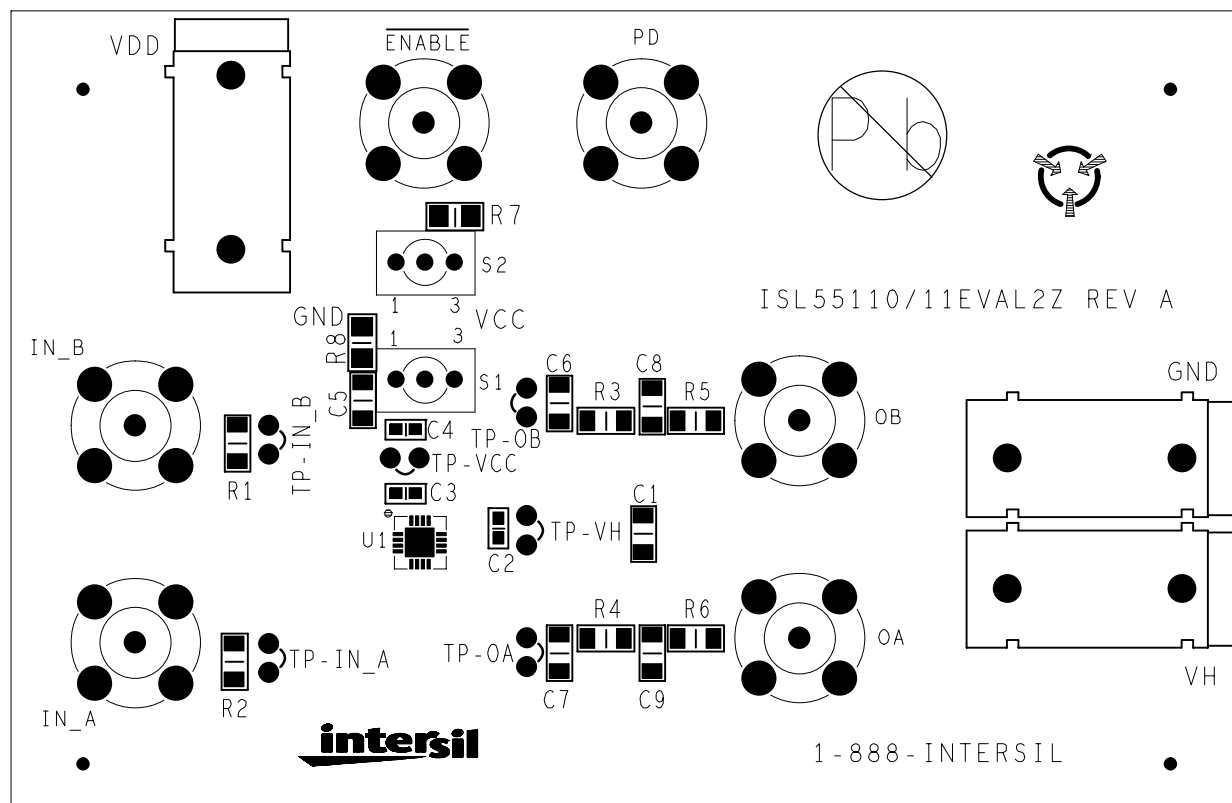 VDD
ENABLE
PD
Pb
R7
S2
1 3
ISL55110/11EVAL2Z REV A
GND
VCC
R8
1 3
S1
IN_B
C5
C6
C8
R3
R5
GND
OB
TP-IN_B
R1
C4
TP-OB
TP-VCC
C3
C1
U1
C2
TP-VH
R4
R6
TP-OA
OA
TP-IN_A
R2
C7
C9
VH
IN_A
intersil
1-888-INTERSIL